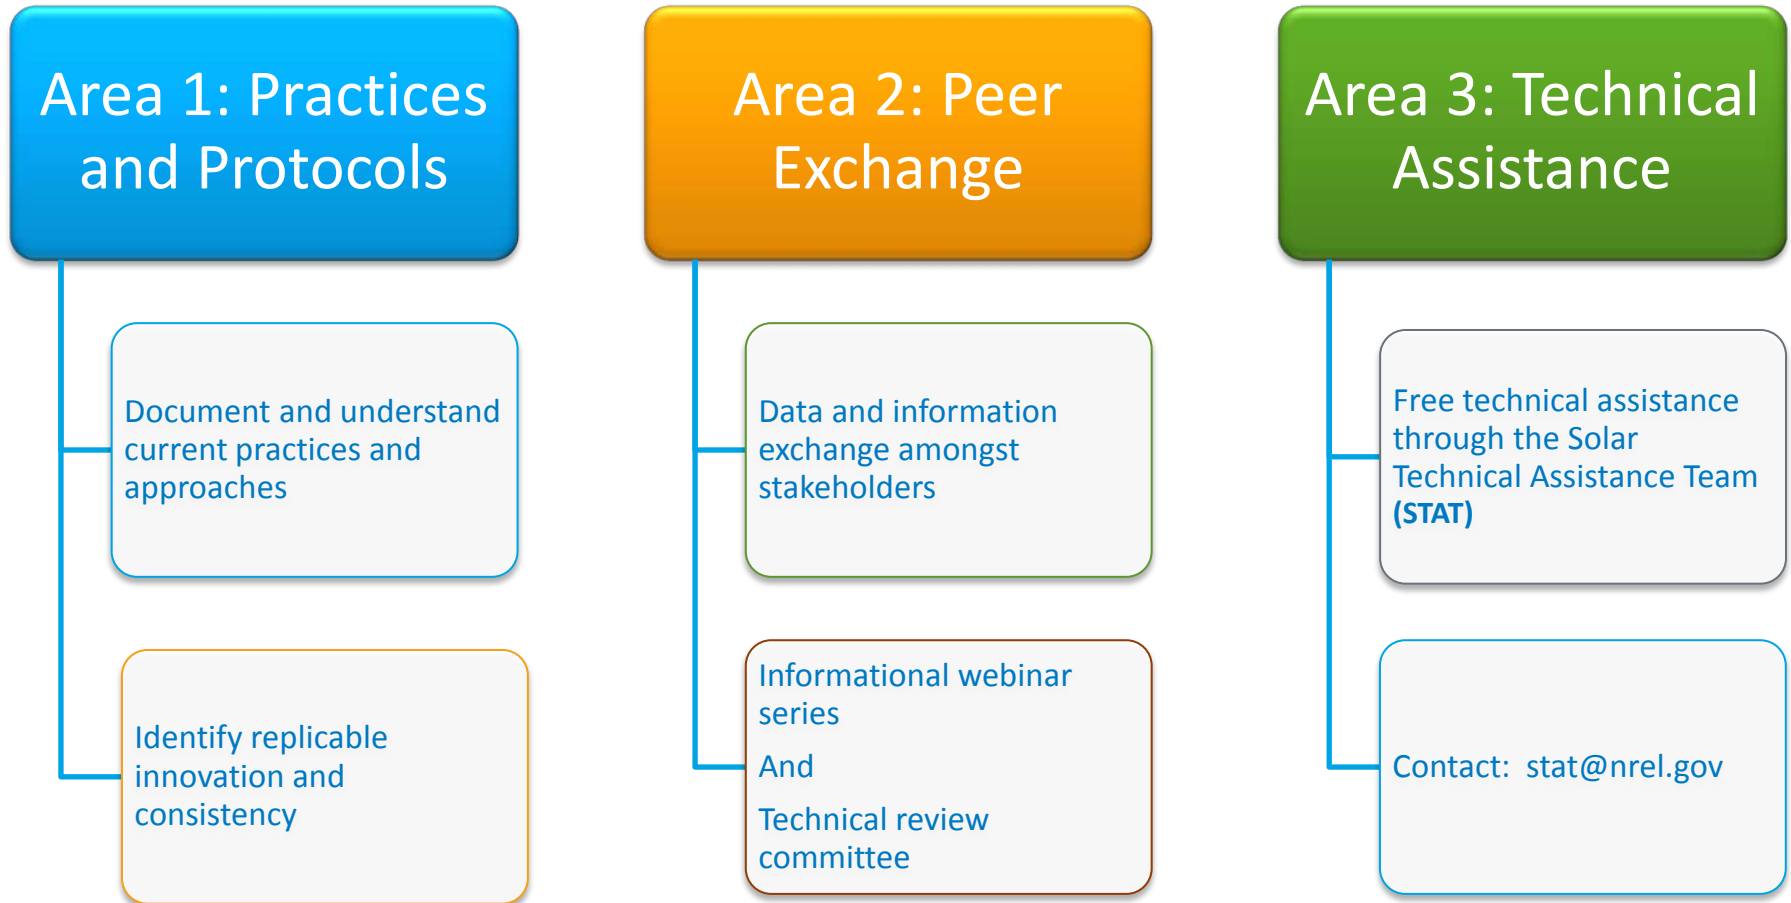 Area 1: Practices
and Protocols
Document and understand
current practices and
approaches
Identify replicable
innovation and
consistency
Area 2: Peer
Exchange
Data and information
exchange amongst
stakeholders
Informational webinar
series
And
Technical review
committee
Area 3: Technical
Assistance
Free technical assistance
through the Solar
Technical Assistance Team
(STAT)
Contact:  stat@nrel.gov